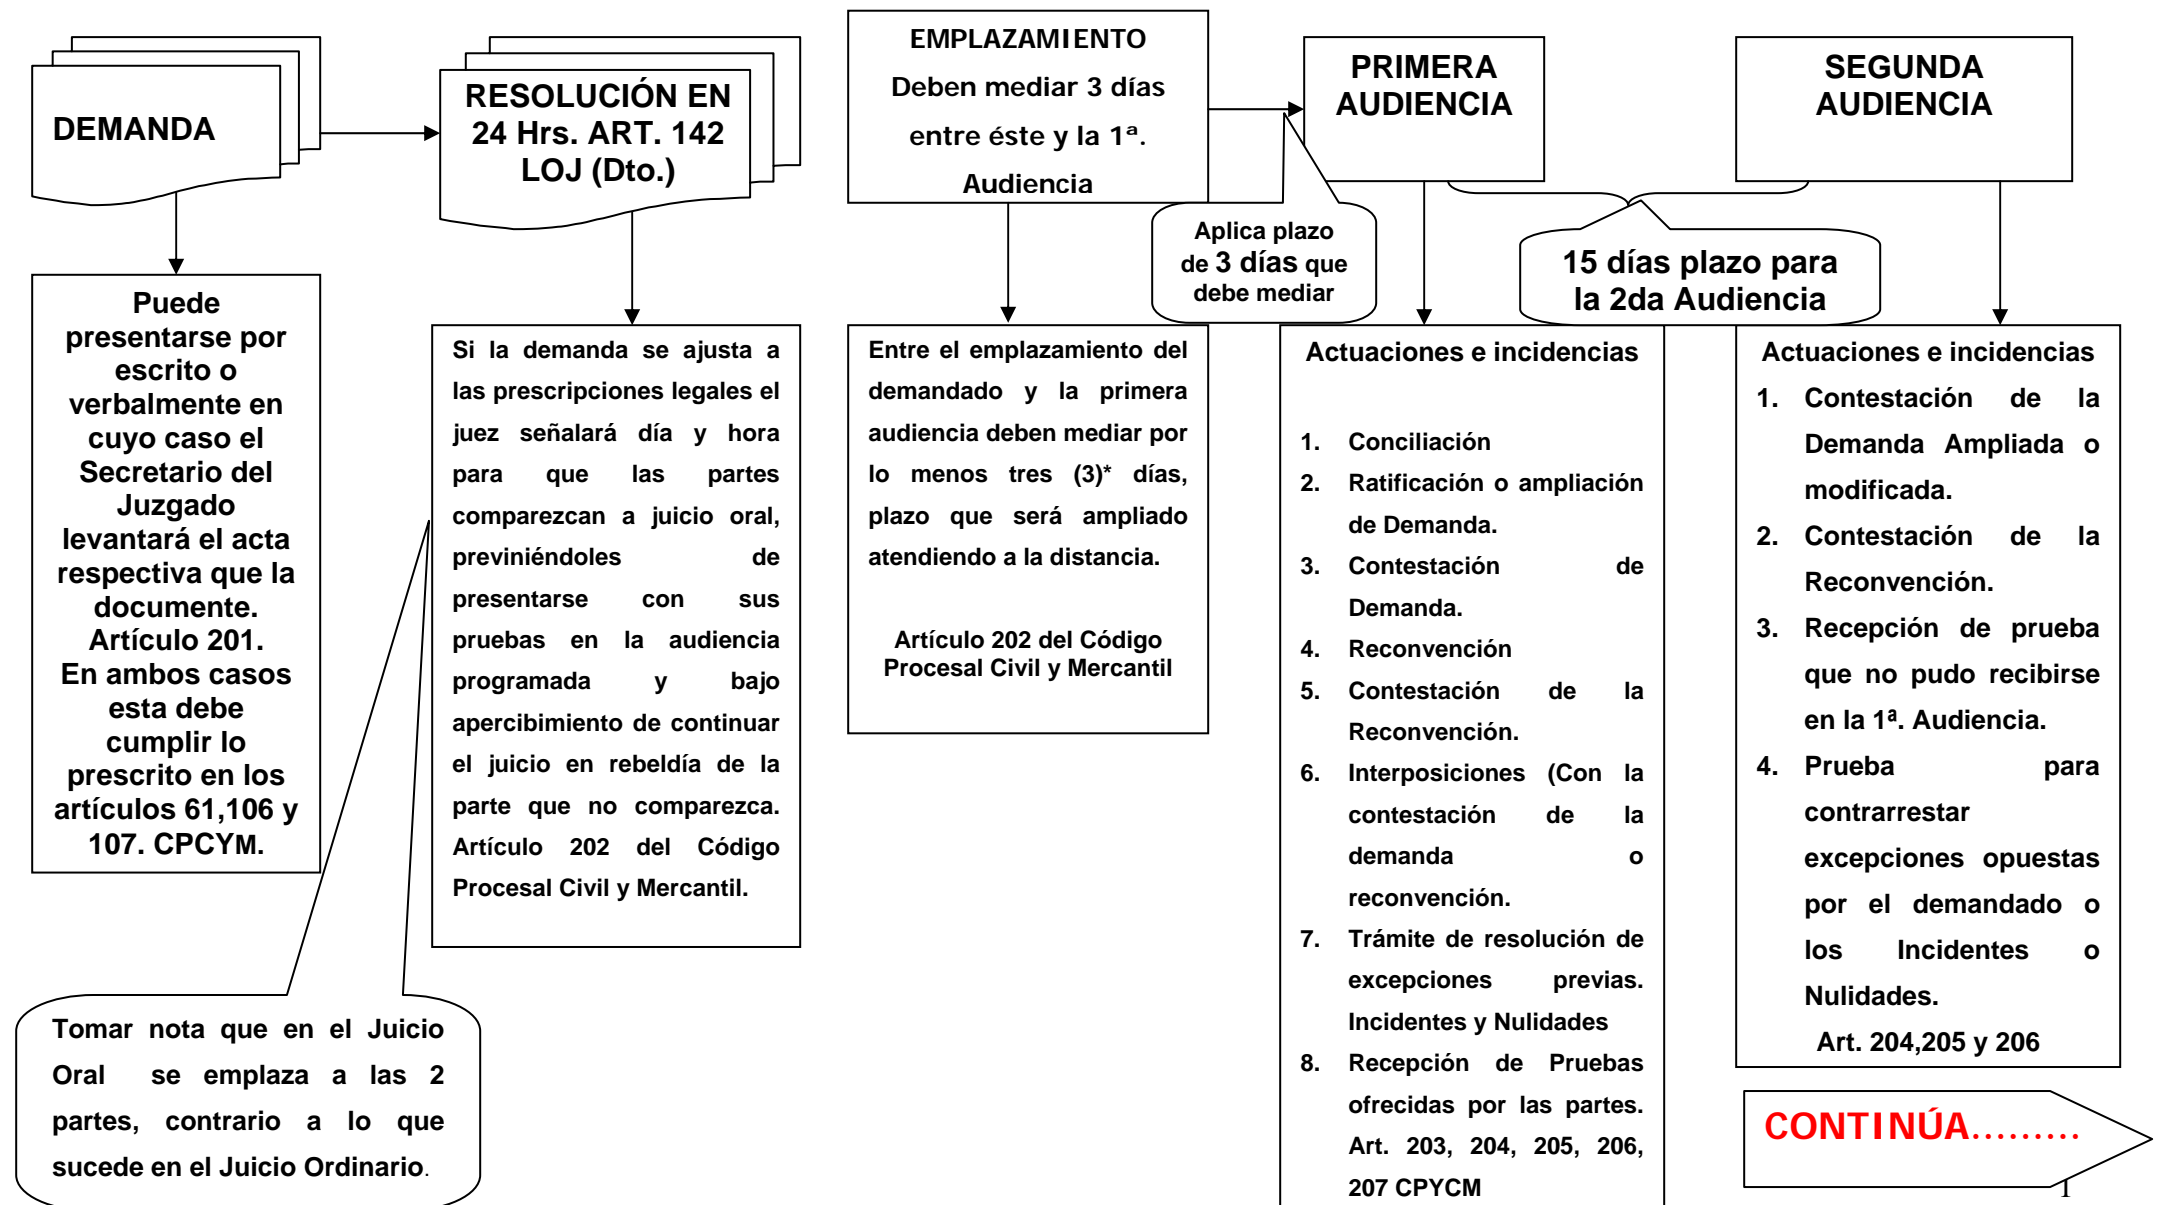 DEMANDA
RESOLUCIÓN EN
24 Hrs. ART. 142
LOJ (Dto.)
EMPLAZAMIENTO
Deben mediar 3 días
entre éste y la 1ª.
Audiencia
PRIMERA
AUDIENCIA
SEGUNDA
AUDIENCIA
Aplica plazo
de 3 días que
debe mediar
15 días plazo para
la 2da Audiencia
Puede
presentarse por
escrito o
verbalmente en
cuyo caso el
Secretario del
Juzgado
levantará el acta
respectiva que la
documente.
Artículo 201.
En ambos casos
esta debe
cumplir lo
prescrito en los
artículos 61,106 y
107. CPCYM.
Si la demanda se ajusta a
las prescripciones legales el
juez señalará día y hora
para que las partes
comparezcan a juicio oral,
previniéndoles de
presentarse con sus
pruebas en la audiencia
programada y bajo
apercibimiento de continuar
el juicio en rebeldía de la
parte que no comparezca.
Artículo 202 del Código
Procesal Civil y Mercantil.
Entre el emplazamiento del
demandado y la primera
audiencia deben mediar por
lo menos tres (3)* días,
plazo que será ampliado
atendiendo a la distancia.
Artículo 202 del Código
Procesal Civil y Mercantil
Actuaciones e incidencias
1. Conciliación
2. Ratificación o ampliación
de Demanda.
3. Contestación de
Demanda.
4. Reconvención
5. Contestación de la
Reconvención.
6. Interposiciones (Con la
contestación de la
demanda o
reconvención.
7. Trámite de resolución de
excepciones previas.
Incidentes y Nulidades
8. Recepción de Pruebas
ofrecidas por las partes.
Art. 203, 204, 205, 206,
207 CPYCM
Actuaciones e incidencias
1. Contestación de la
Demanda Ampliada o
modificada.
2. Contestación de la
Reconvención.
3. Recepción de prueba
que no pudo recibirse
en la 1ª. Audiencia.
4. Prueba para
contrarrestar
excepciones opuestas
por el demandado o
los Incidentes o
Nulidades.
Art. 204,205 y 206
Tomar nota que en el Juicio
Oral se emplaza a las 2
partes, contrario a lo que
sucede en el Juicio Ordinario.
CONTINÚA.........
1